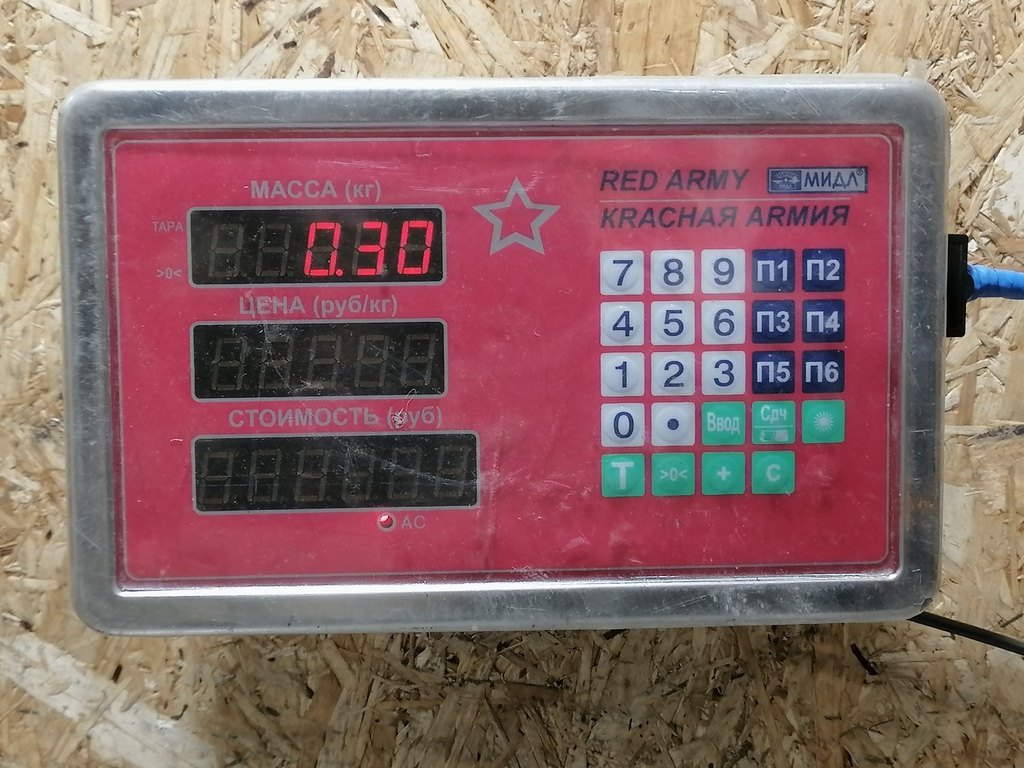 МАССА (кг)
ТАРА
>0<
0.30
ЦЕНА (руб/кг)
СТОИМОСТЬ (руб)
AC
RED ARMY МИДЛ®
КRАСНАЯ АRМИЯ
7 8 9 П1 П2
4 5 6 П3 П4
1 2 3 П5 П6
0 • Ввод Сдч
T >0< + C